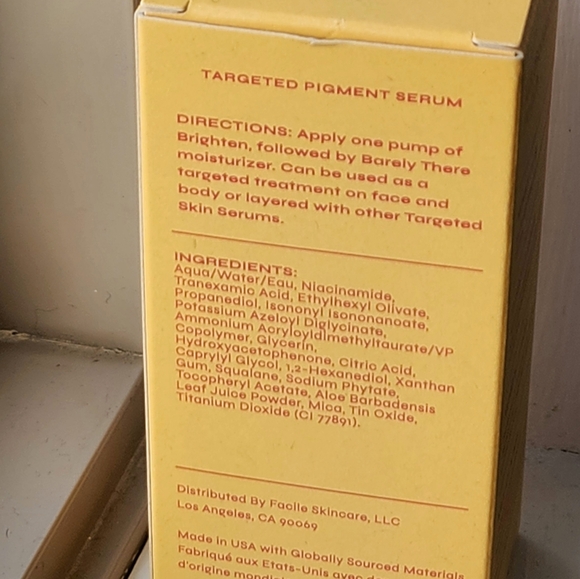 TARGETED PIGMENT SERUM
DIRECTIONS: Apply one pump of
Brighten, followed by Barely There
moisturizer. Can be used as a
targeted treatment on face and
body or layered with other Targeted
Skin Serums.
INGREDIENTS:
Aqua/Water/Eau, Niacinamide,
Tranexamic Acid, Ethylhexyl Olivate,
Propanediol, Isononyl Isononanoate,
Potassium Azeloyl Diglycinate,
Ammonium Acryloyldimethyltaurate/VP
Copolymer, Glycerin,
Hydroxyacetophenone, Citric Acid,
Caprylyl Glycol, 1,2-Hexanediol, Xanthan
Gum, Squalane, Sodium Phytate,
Tocopheryl Acetate, Aloe Barbadensis
Leaf Juice Powder, Mica, Tin Oxide,
Titanium Dioxide (CI 77891).
Distributed By Facile Skincare, LLC
Los Angeles, CA 90069
Made in USA with Globally Sourced Materials
Fabriqué aux Etats-Unis avec
d'origine